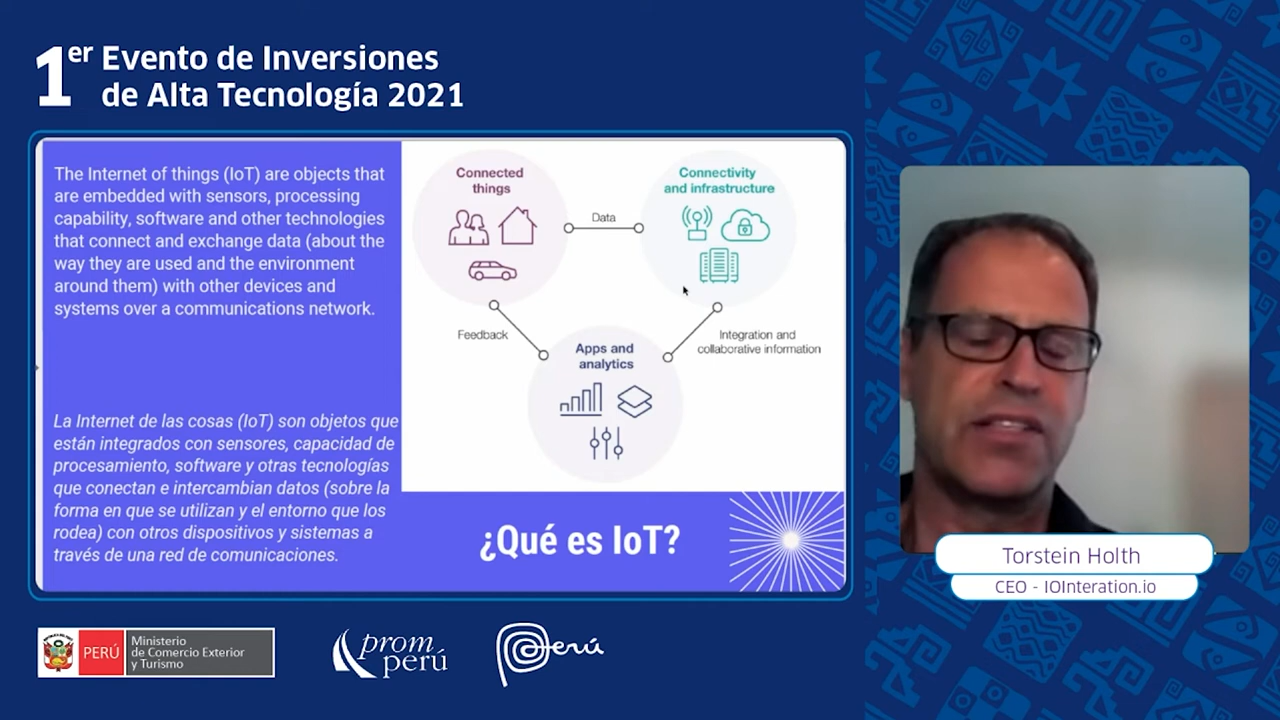 1er Evento de Inversiones
de Alta Tecnología 2021
The Internet of things (IoT) are objects that
are embedded with sensors, processing
capability, software and other technologies
that connect and exchange data (about the
way they are used and the environment
around them) with other devices and
systems over a communications network.
La Internet de las cosas (IoT) son objetos que
están integrados con sensores, capacidad de
procesamiento, software y otras tecnologías
que conectan e intercambian datos (sobre la
forma en que se utilizan y el entorno que los
rodea) con otros dispositivos y sistemas a
través de una red de comunicaciones.
Connected
things
Data
Connectivity
and infrastructure
Feedback
Integration and
collaborative information
Apps and
analytics
¿Qué es IoT?
Torstein Holth
CEO - IOInteration.io
PERÚ
Ministerio
de Comercio Exterior
y Turismo
prom
perú
Perú